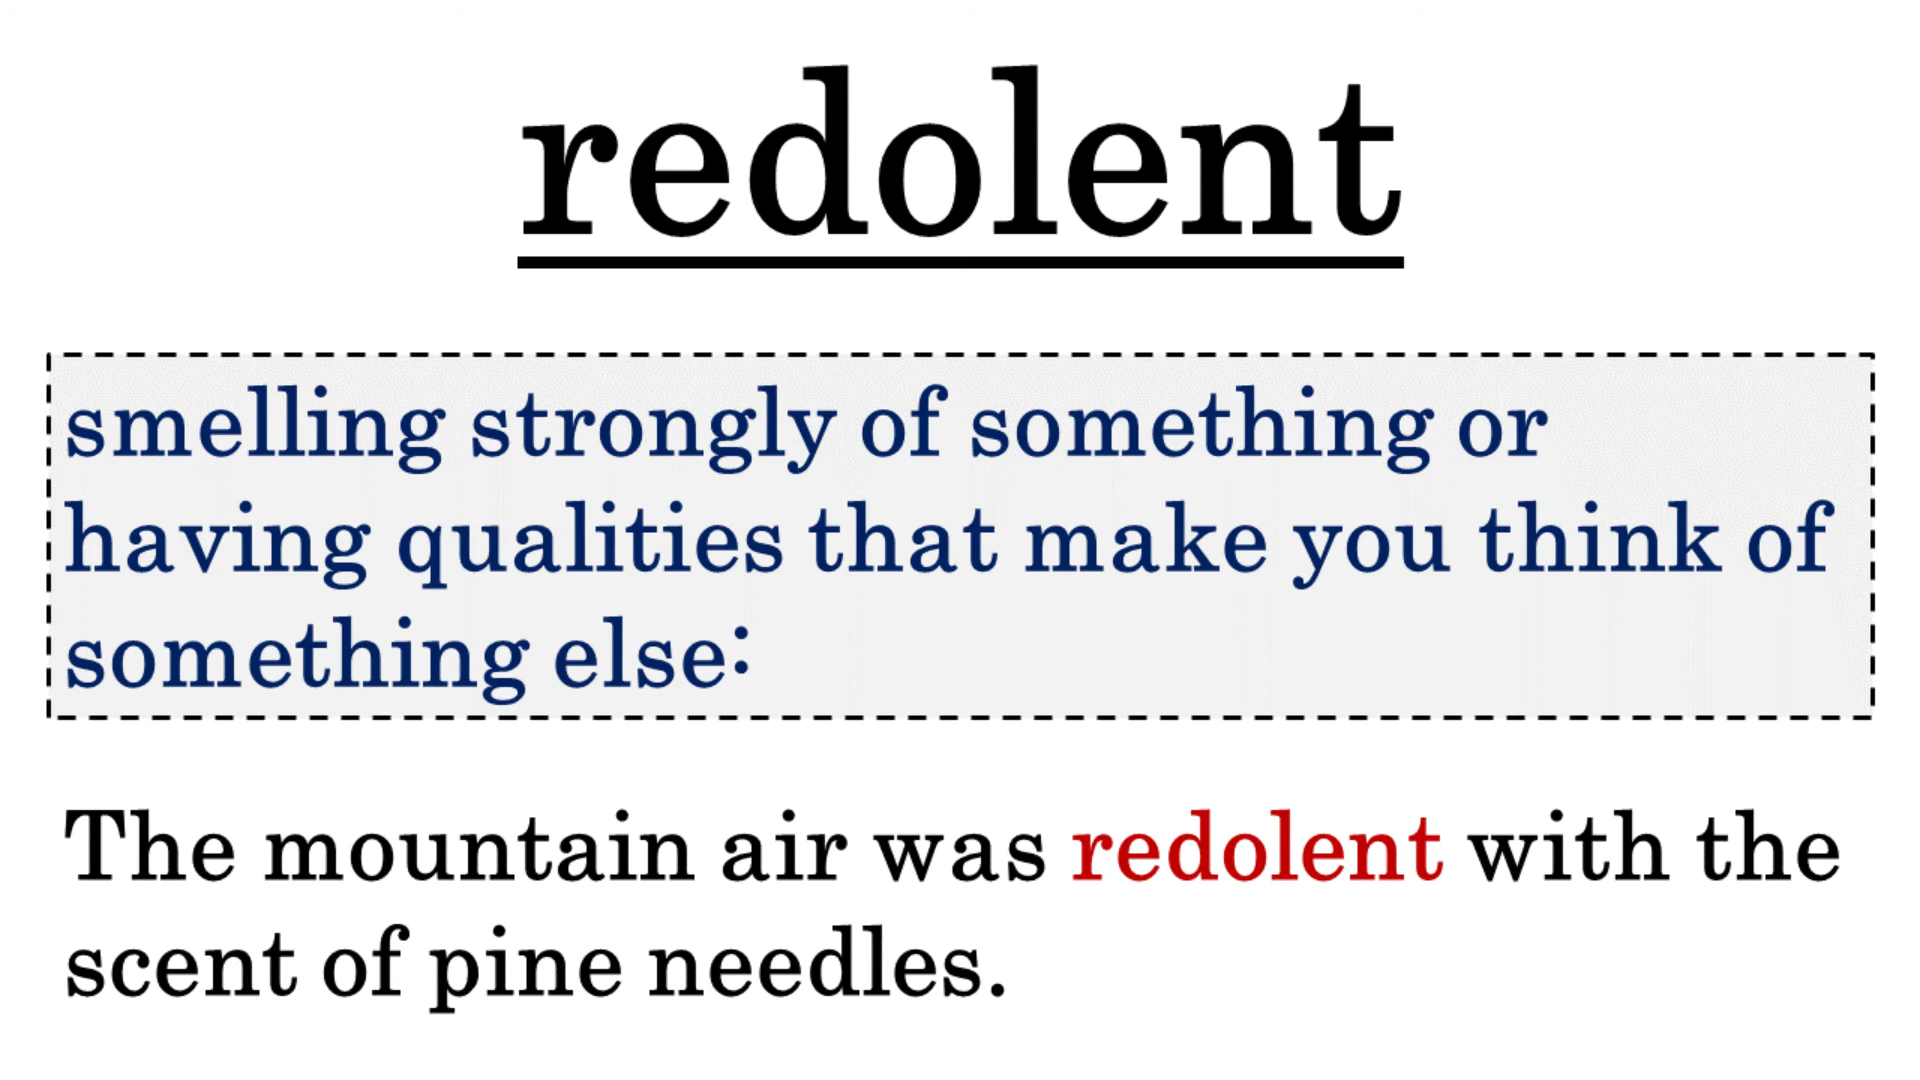 redolent
smelling strongly of something or
having qualities that make you think of
something else:
The mountain air was redolent with the
scent of pine needles.